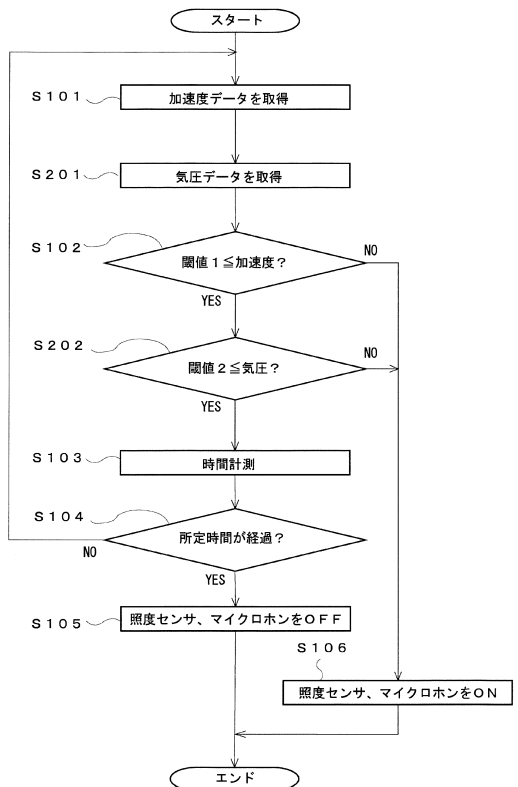 スタート
S101
加速度データを取得
S201
気圧データを取得
S102
閾値1≦加速度？
NO
YES
S202
閾値2≦気圧？
NO
YES
S103
時間計測
S104
所定時間が経過？
NO
YES
S105
照度センサ、マイクロホンをOFF
S106
照度センサ、マイクロホンをON
エンド